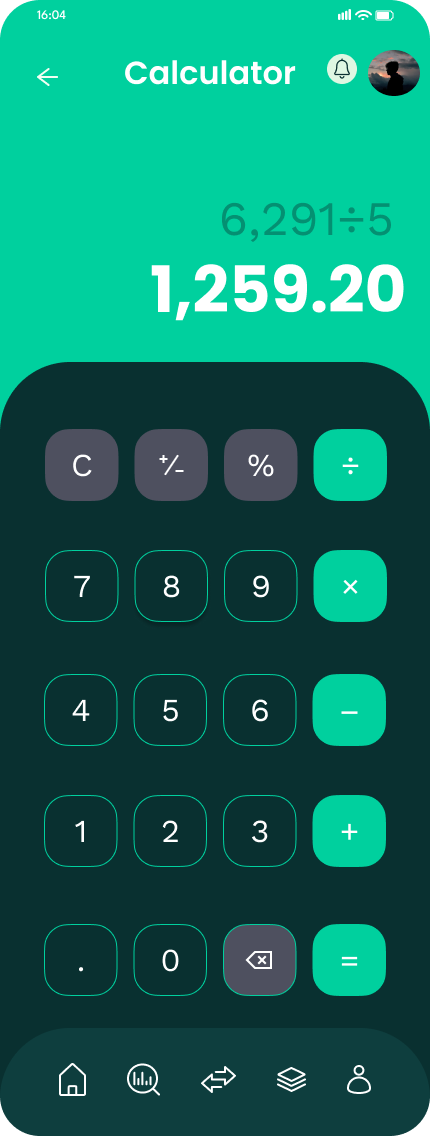 16:04
Calculator
6,291÷5
1,259.20
C +⁄− % ÷
7 8 9 ×
4 5 6 −
1 2 3 +
. 0 =